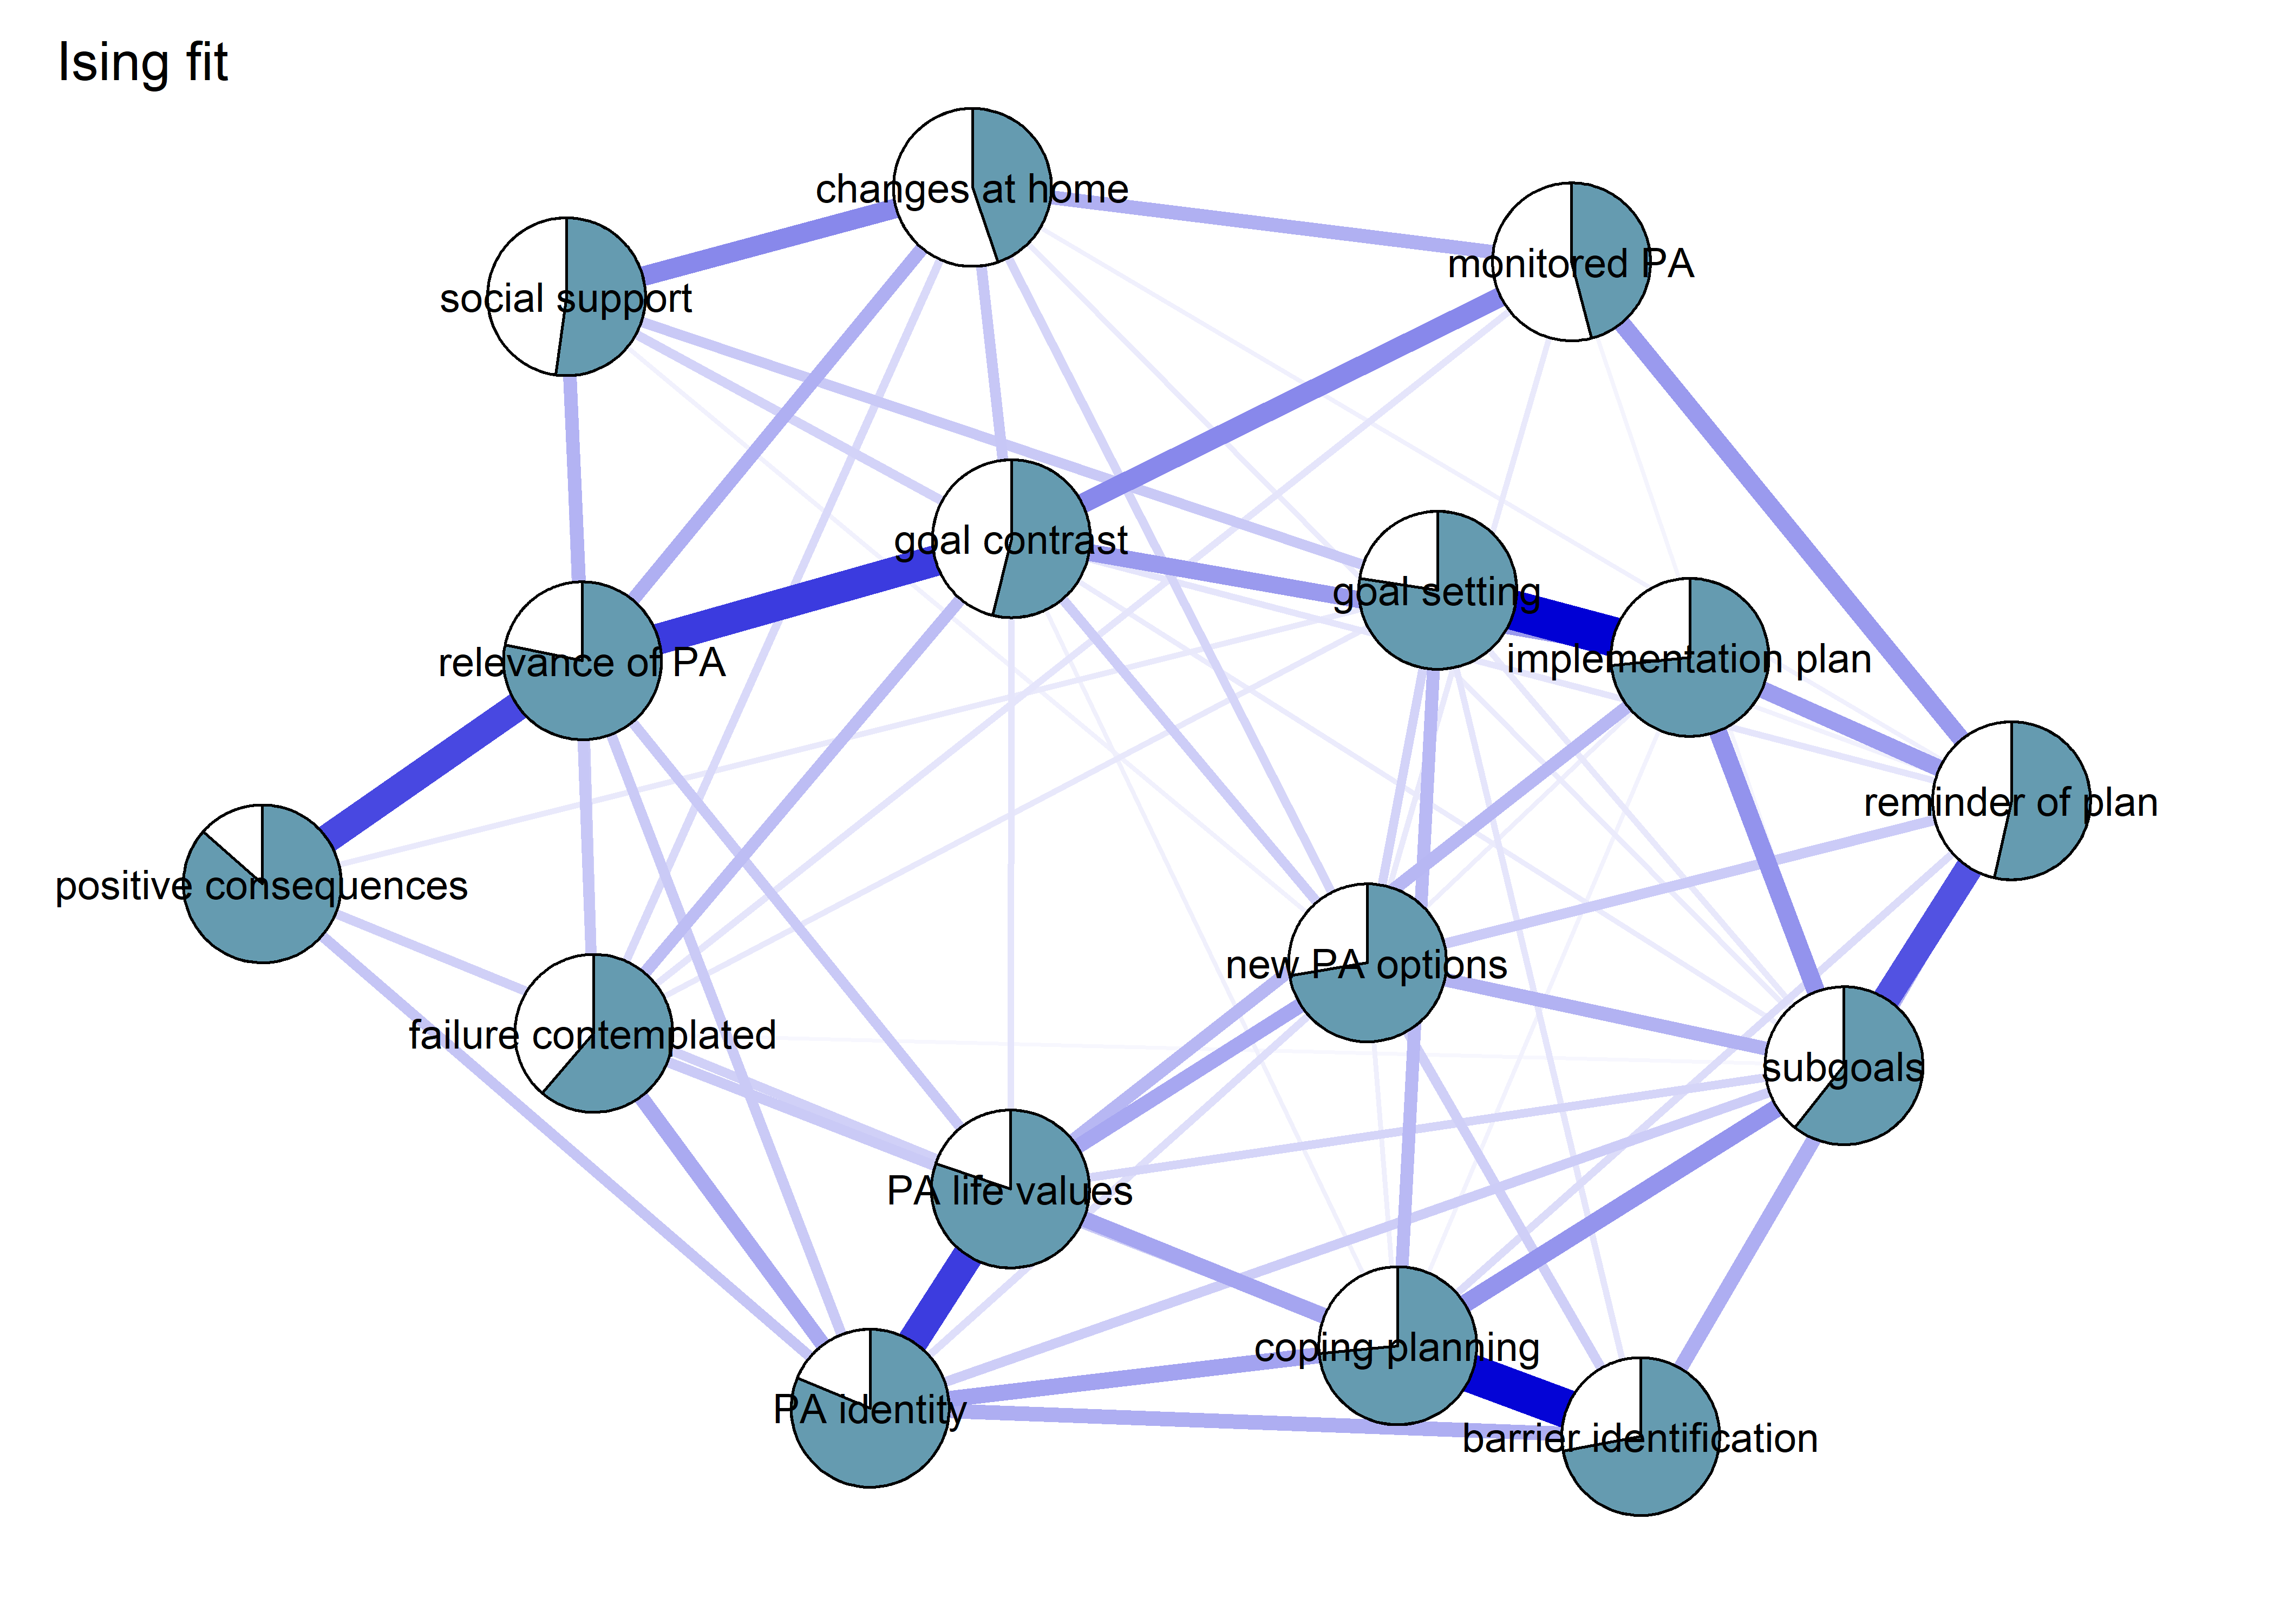 Ising fit
changes at home
monitored PA
social support
goal contrast
goal setting
implementation plan
relevance of PA
reminder of plan
positive consequences
new PA options
failure contemplated
subgoals
PA life values
coping planning
PA identity
barrier identification